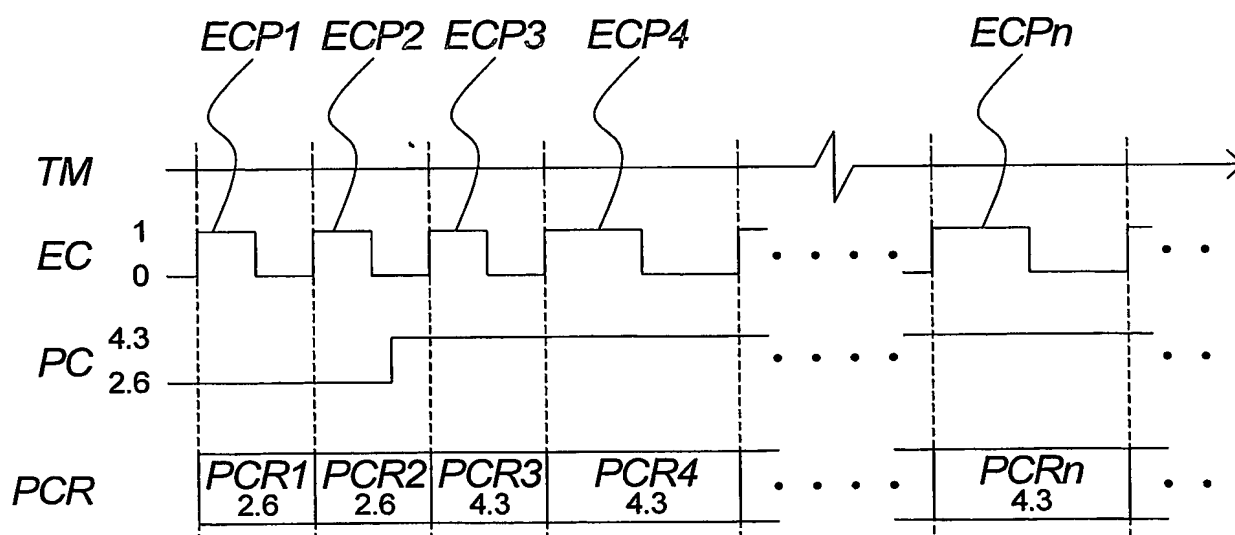 ECP1 ECP2 ECP3 ECP4 ECPn
TM
EC 1
0
PC 4.3
2.6
PCR PCR1 PCR2 PCR3 PCR4 PCRn
2.6 2.6 4.3 4.3 4.3